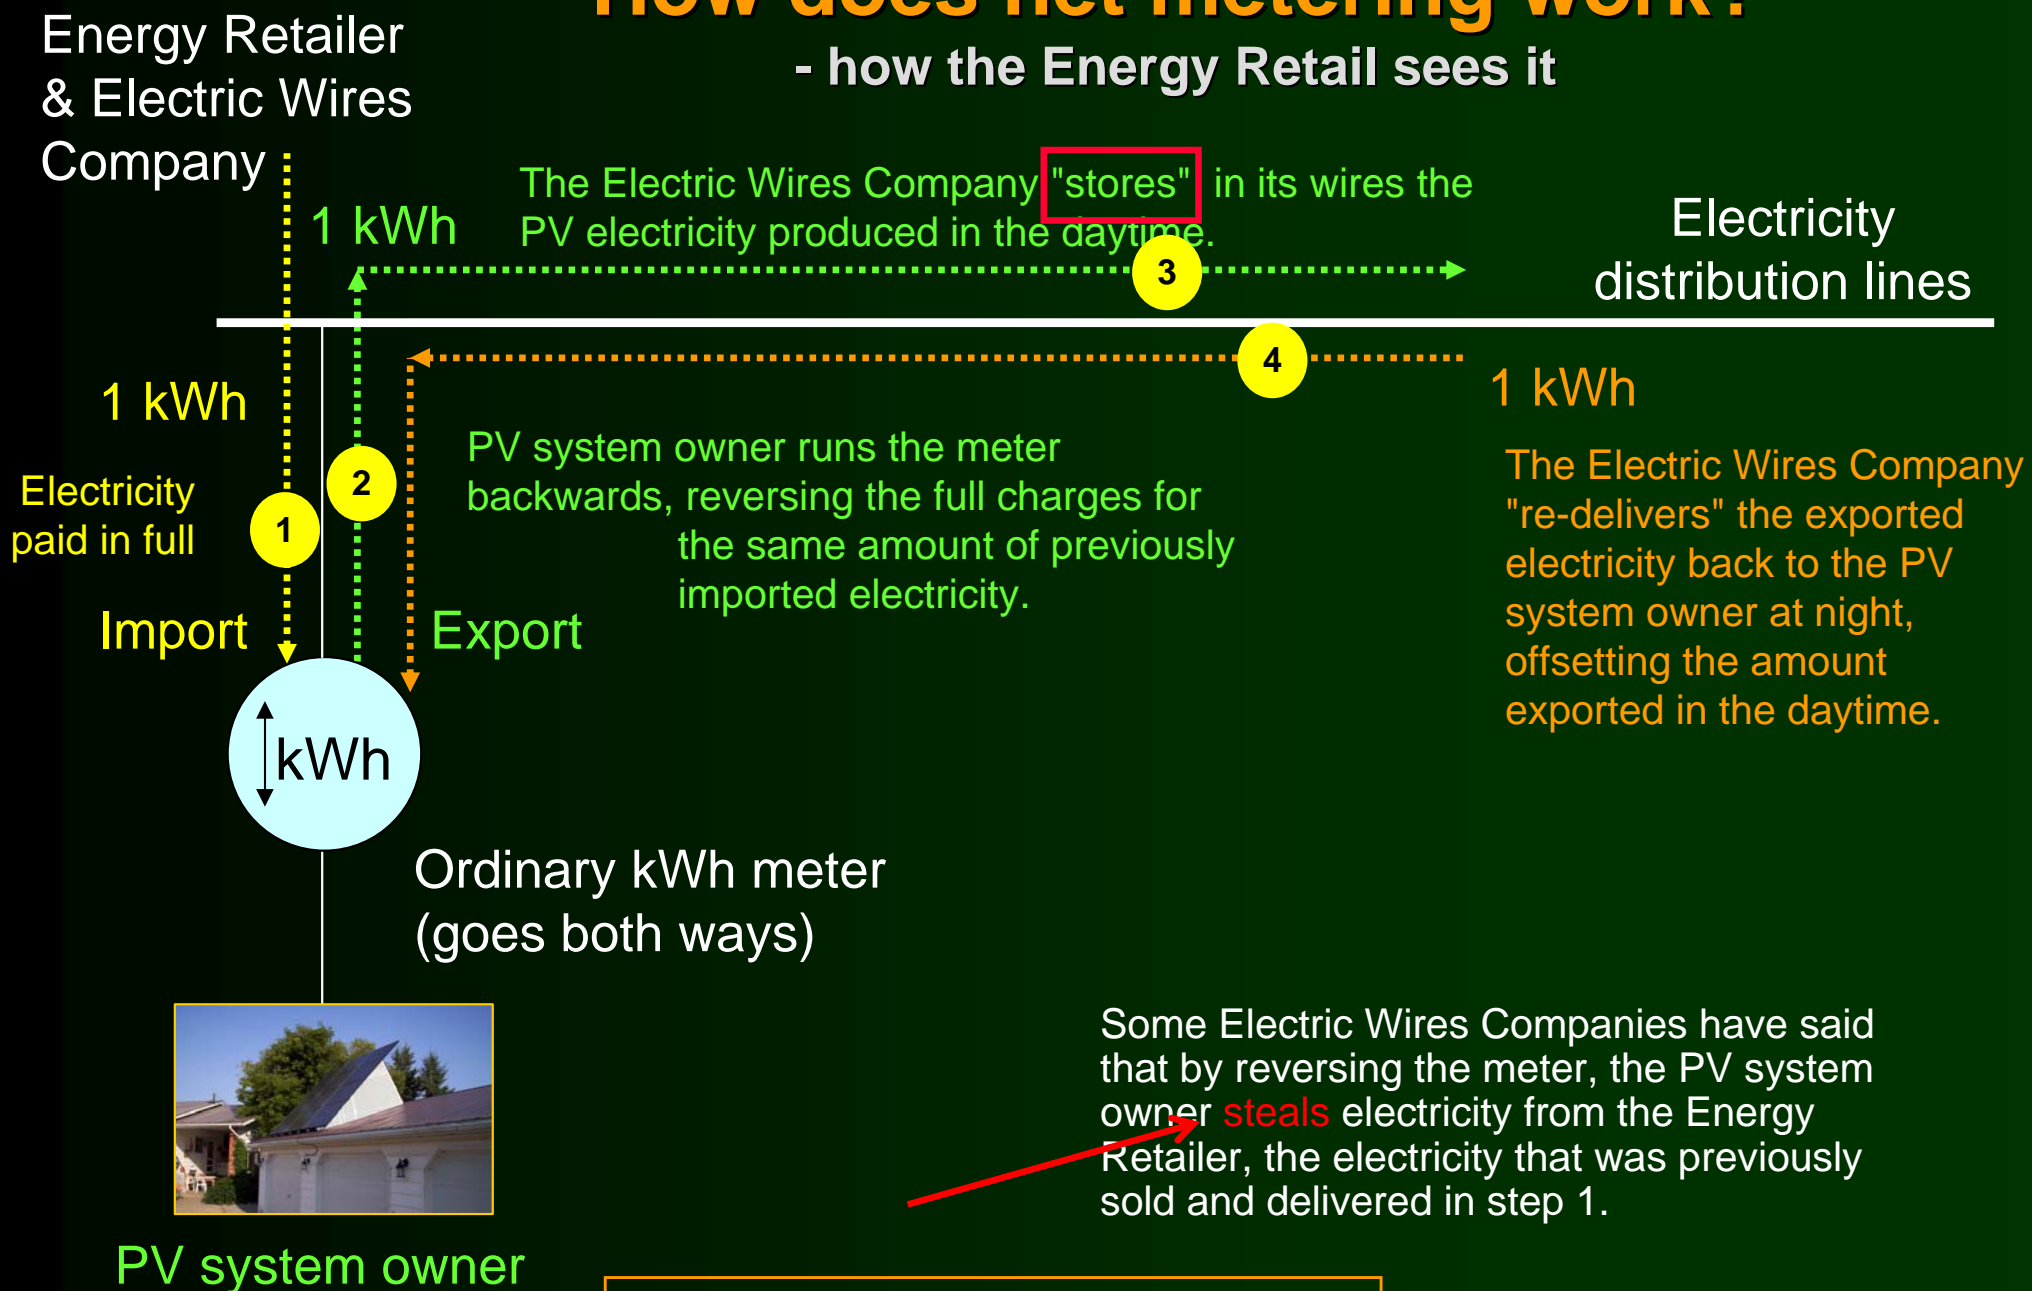 How does net metering work?
- how the Energy Retail sees it
Energy Retailer
& Electric Wires
Company
The Electric Wires Company "stores" in its wires the
PV electricity produced in the daytime.
1 kWh
Electricity
distribution lines
3
4
1 kWh
1 kWh
Electricity
paid in full
1
2
PV system owner runs the meter
backwards, reversing the full charges for
the same amount of previously
imported electricity.
The Electric Wires Company
"re-delivers" the exported
electricity back to the PV
system owner at night,
offsetting the amount
exported in the daytime.
Import
Export
kWh
Ordinary kWh meter
(goes both ways)
Some Electric Wires Companies have said
that by reversing the meter, the PV system
owner steals electricity from the Energy
Retailer, the electricity that was previously
sold and delivered in step 1.
PV system owner